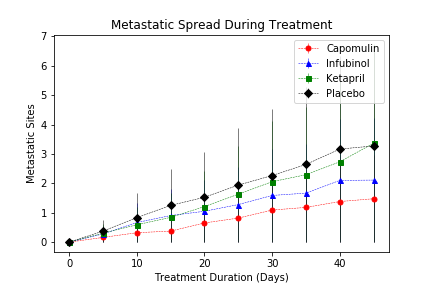 Metastatic Spread During Treatment
7
6
5
4
3
2
1
0
Metastatic Sites
Capomulin
Infubinol
Ketapril
Placebo
0 10 20 30 40
Treatment Duration (Days)